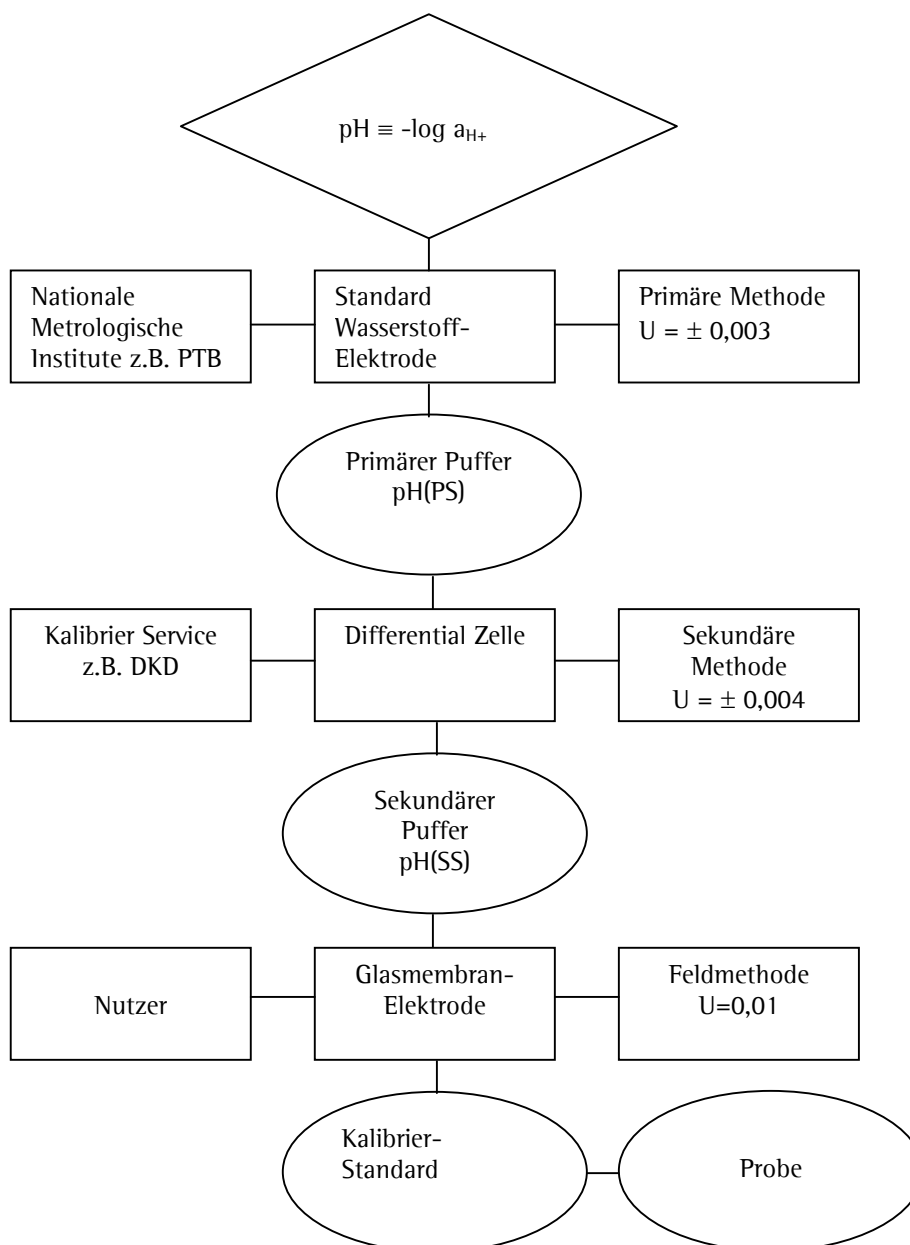 pH ≡ -log a_H+
Nationale
Metrologische
Institute z.B. PTB
Standard
Wasserstoff-
Elektrode
Primäre Methode
U = ± 0,003
Primärer Puffer
pH(PS)
Kalibrier Service
z.B. DKD
Differential Zelle
Sekundäre
Methode
U = ± 0,004
Sekundärer
Puffer
pH(SS)
Nutzer
Glasmembran-
Elektrode
Feldmethode
U=0,01
Kalibrier-
Standard
Probe